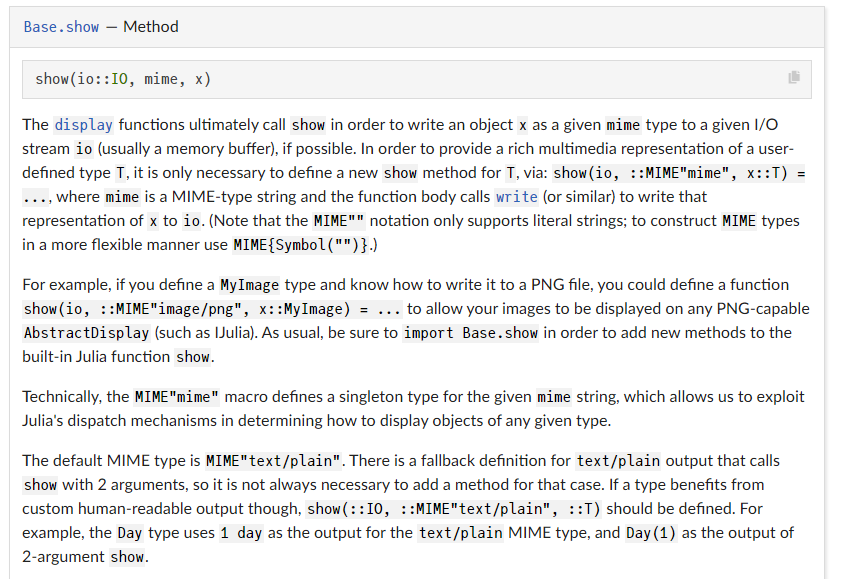 Base.show — Method
show(io::IO, mime, x)
The display functions ultimately call show in order to write an object x as a given mime type to a given I/O
stream io (usually a memory buffer), if possible. In order to provide a rich multimedia representation of a user-
defined type T, it is only necessary to define a new show method for T, via: show(io, ::MIME"mime", x::T) =
..., where mime is a MIME-type string and the function body calls write (or similar) to write that
representation of x to io. (Note that the MIME"" notation only supports literal strings; to construct MIME types
in a more flexible manner use MIME{Symbol("")}.)
For example, if you define a MyImage type and know how to write it to a PNG file, you could define a function
show(io, ::MIME"image/png", x::MyImage) = ... to allow your images to be displayed on any PNG-capable
AbstractDisplay (such as IJulia). As usual, be sure to import Base.show in order to add new methods to the
built-in Julia function show.
Technically, the MIME"mime" macro defines a singleton type for the given mime string, which allows us to exploit
Julia's dispatch mechanisms in determining how to display objects of any given type.
The default MIME type is MIME"text/plain". There is a fallback definition for text/plain output that calls
show with 2 arguments, so it is not always necessary to add a method for that case. If a type benefits from
custom human-readable output though, show(::IO, ::MIME"text/plain", ::T) should be defined. For
example, the Day type uses 1 day as the output for the text/plain MIME type, and Day(1) as the output of
2-argument show.